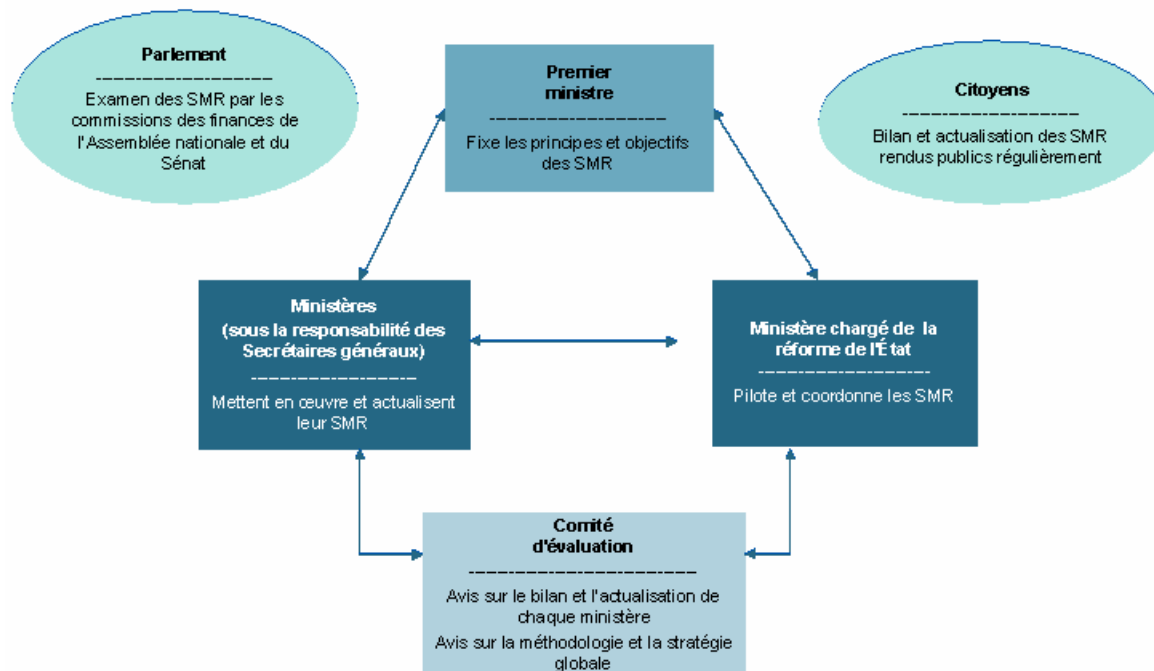 Parlement
Examen des SMR par les
commissions des finances de
l'Assemblée nationale et du
Sénat
Premier
ministre
Fixe les principes et objectifs
des SMR
Citoyens
Bilan et actualisation des SMR
rendus publics régulièrement
Ministères
(sous la responsabilité des
Secrétaires généraux)
Mettent en œuvre et actualisent
leur SMR
Ministère chargé de la
réforme de l'État
Pilote et coordonne les SMR
Comité
d'évaluation
Avis sur le bilan et l'actualisation de
chaque ministère
Avis sur la méthodologie et la stratégie
globale